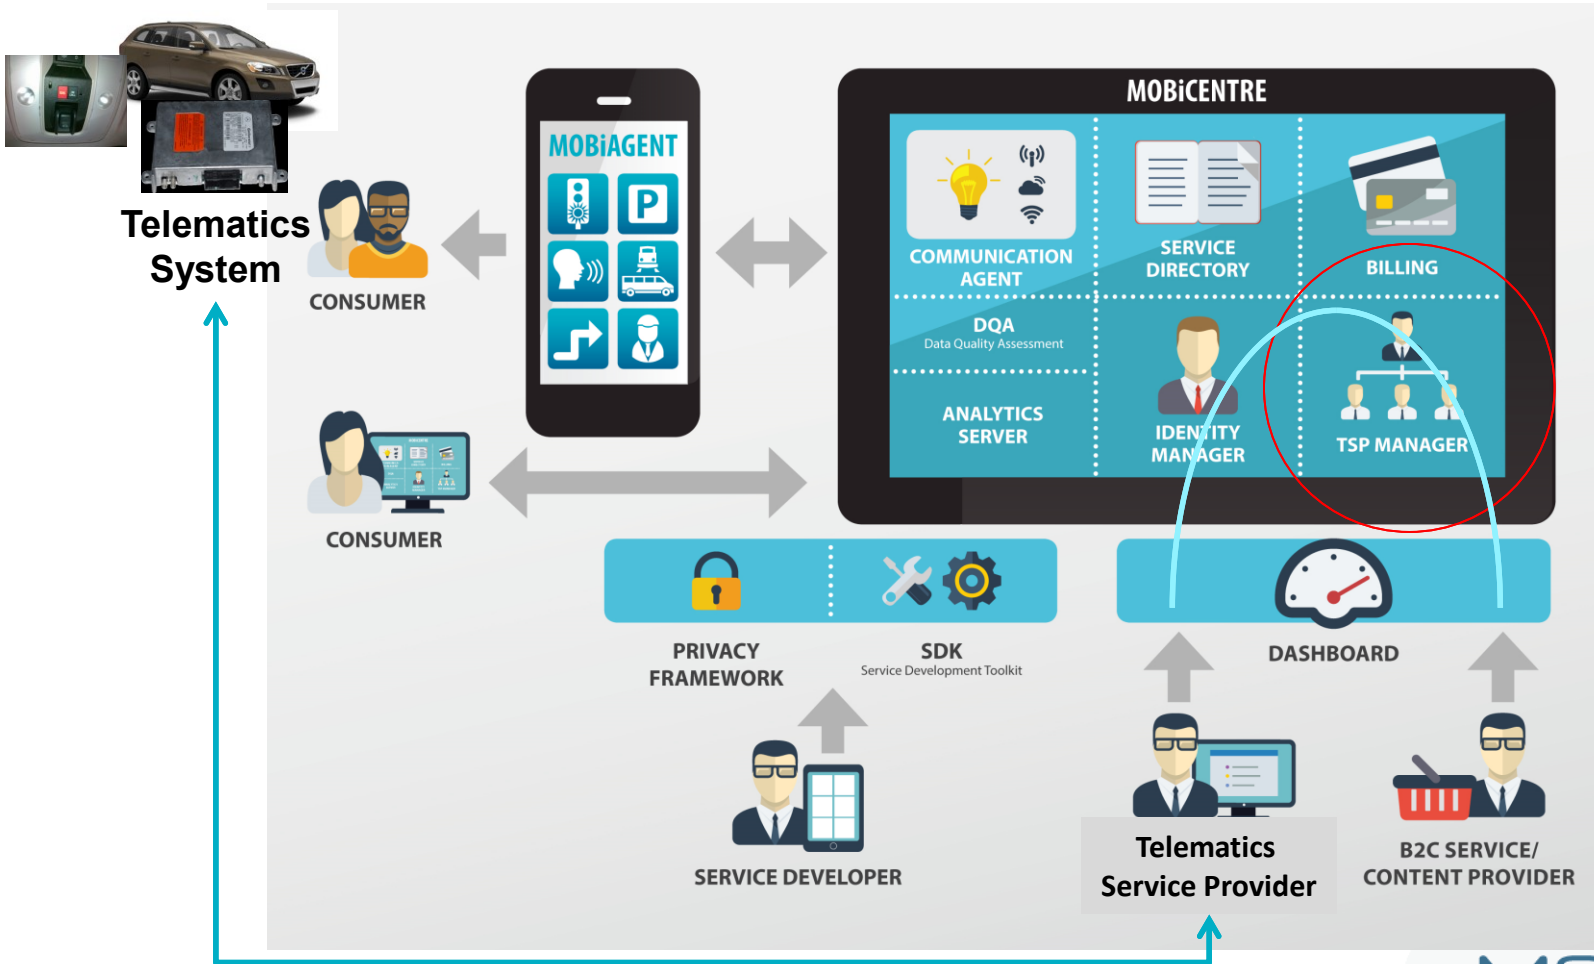 MOBiCENTRE
MOBiAGENT
Telematics
System
CONSUMER
COMMUNICATION
AGENT
SERVICE
DIRECTORY
BILLING
DQA
Data Quality Assessment
ANALYTICS
SERVER
IDENTITY
MANAGER
TSP MANAGER
CONSUMER
PRIVACY
FRAMEWORK
SDK
Service Development Toolkit
DASHBOARD
SERVICE DEVELOPER
Telematics
Service Provider
B2C SERVICE/
CONTENT PROVIDER